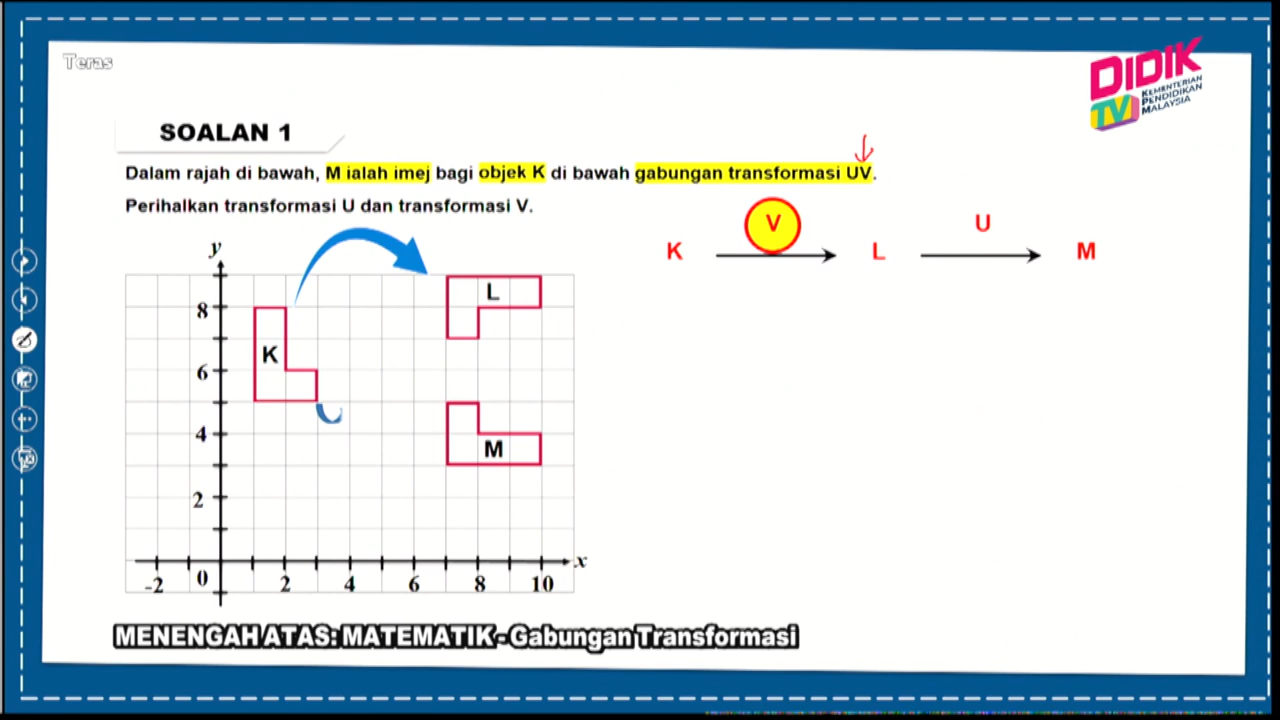 Teras
DIDIK
TV
KEMENTERIAN
PENDIDIKAN
MALAYSIA
SOALAN 1
Dalam rajah di bawah, M ialah imej bagi objek K di bawah gabungan transformasi UV.
Perihalkan transformasi U dan transformasi V.
K V L U M
y
8
6
4
2
0
-2 2 4 6 8 10 x
K
L
M
MENENGAH ATAS: MATEMATIK - Gabungan Transformasi